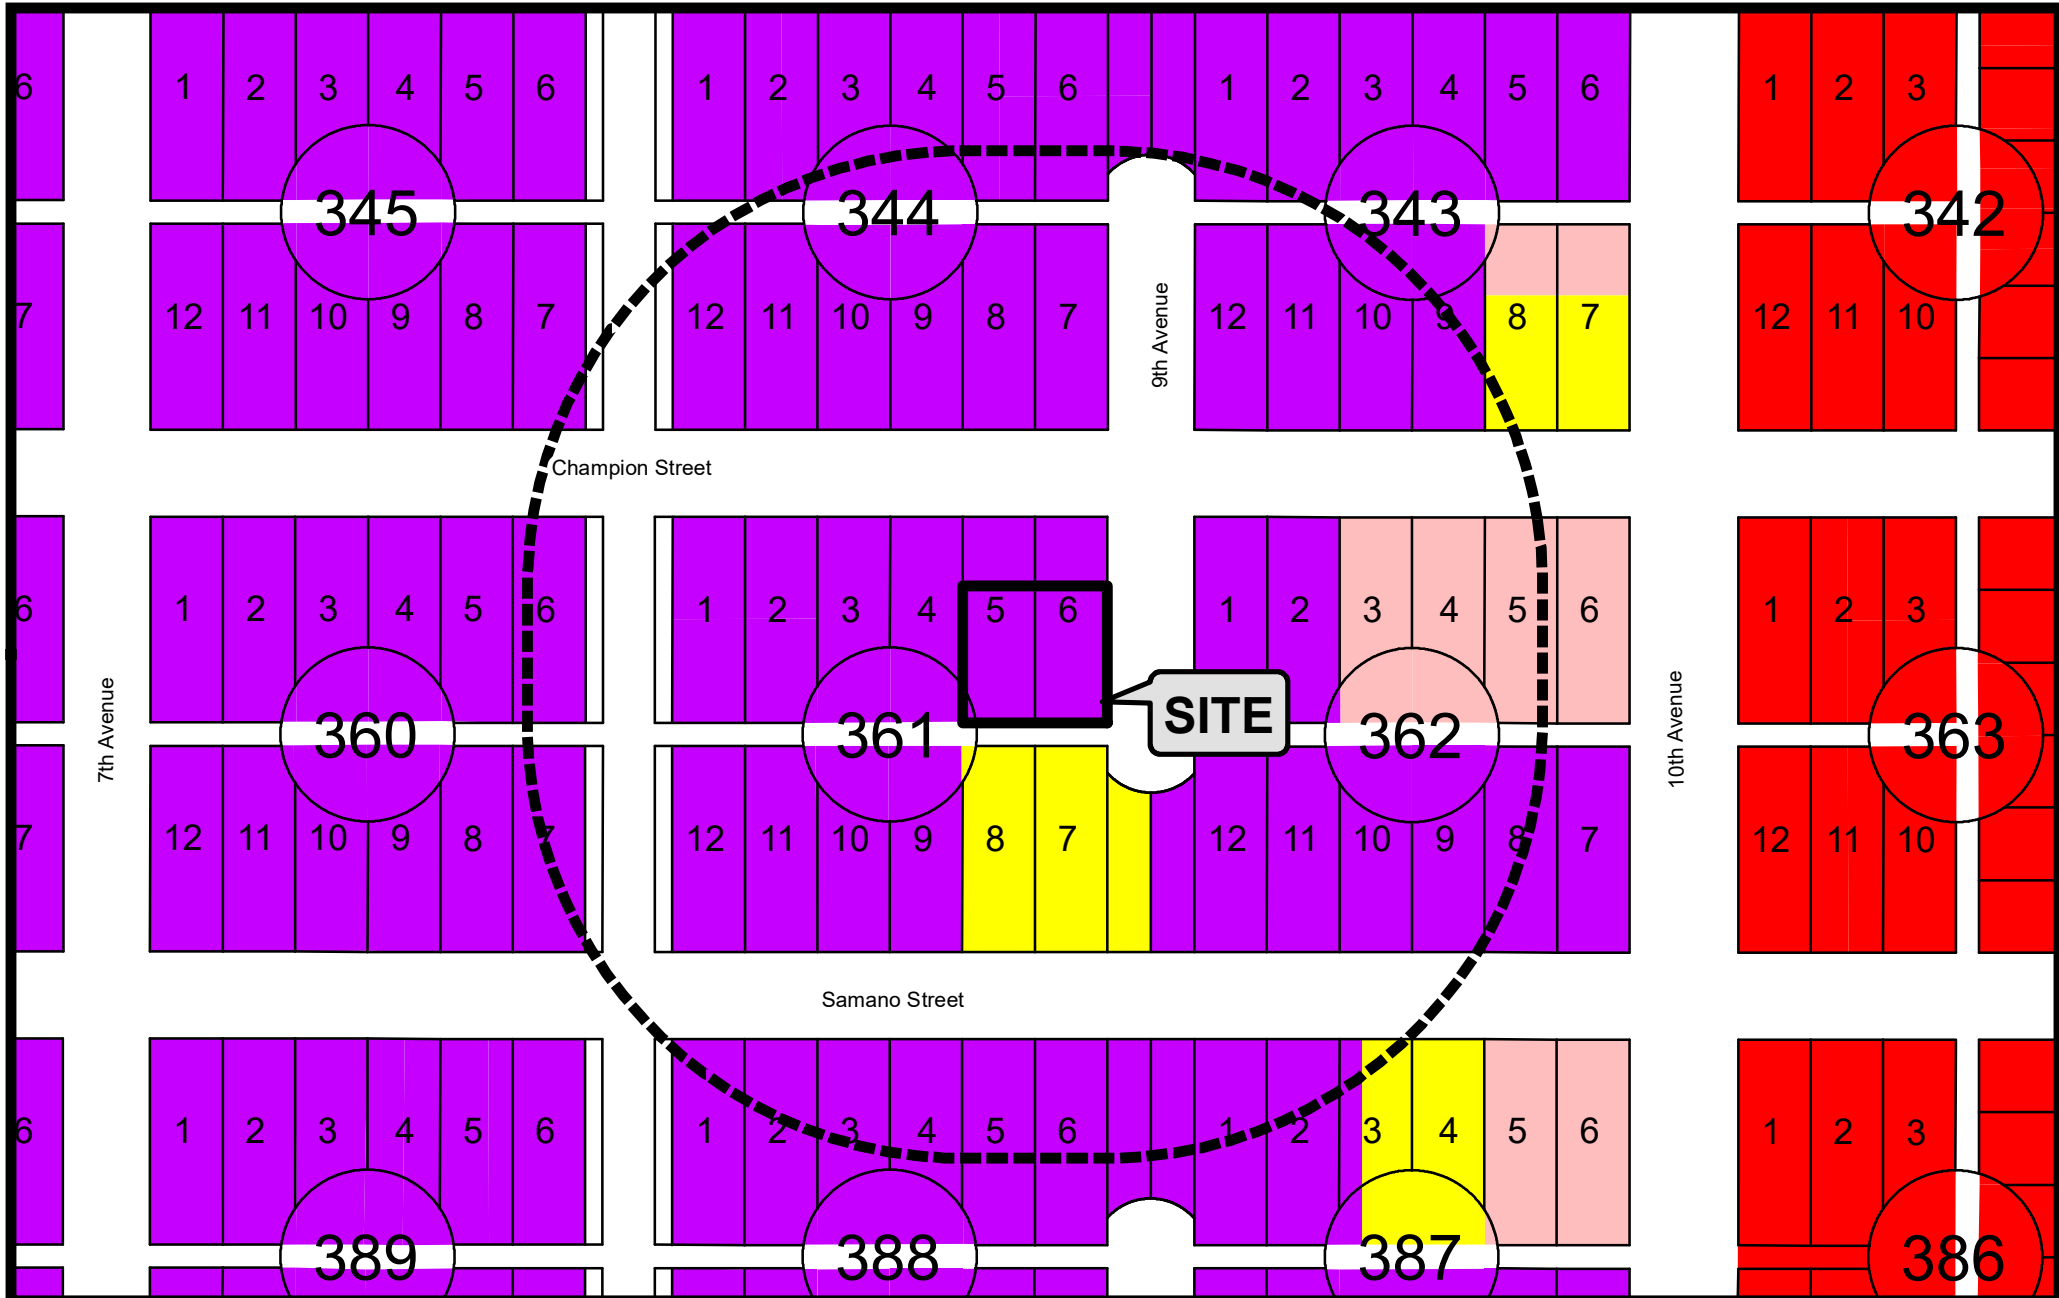 6 1 2 3 4 5 6 1 2 3 4 5 6 1 2 3 4 5 6 1 2 3
345 344 343 342
7 12 11 10 9 8 7 12 11 10 9 8 7 12 11 10 9 8 7 12 11 10
9th Avenue
Champion Street
6 1 2 3 4 5 6 1 2 3 4 5 6 1 2 3 4 5 6 1 2 3
SITE
7th Avenue
10th Avenue
360 361 362 363
7 12 11 10 9 8 7 12 11 10 9 8 7 12 11 10 9 8 7 12 11 10
Samano Street
6 1 2 3 4 5 6 1 2 3 4 5 6 1 2 3 4 5 6 1 2 3
389 388 387 386